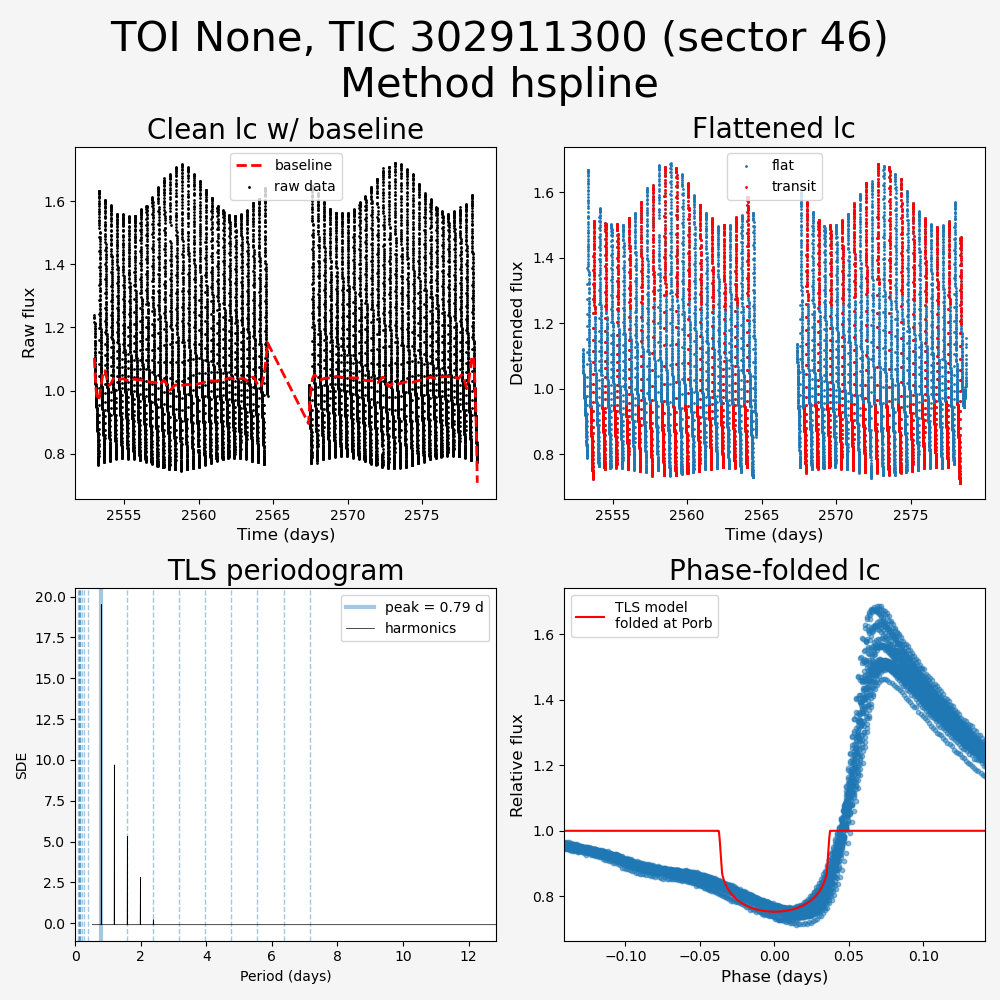 TOI None, TIC 302911300 (sector 46)
Method hspline
Clean lc w/ baseline
baseline
raw data
Raw flux
1.6
1.4
1.2
1.0
0.8
2555
2560
2565
2570
2575
Time (days)
Flattened lc
flat
transit
Detrended flux
1.6
1.4
1.2
1.0
0.8
2555
2560
2565
2570
2575
Time (days)
TLS periodogram
peak = 0.79 d
harmonics
SDE
20.0
17.5
15.0
12.5
10.0
7.5
5.0
2.5
0.0
0
2
4
6
8
10
12
Period (days)
Phase-folded lc
TLS model
folded at Porb
Relative flux
1.6
1.4
1.2
1.0
0.8
−0.10
−0.05
0.00
0.05
0.10
Phase (days)